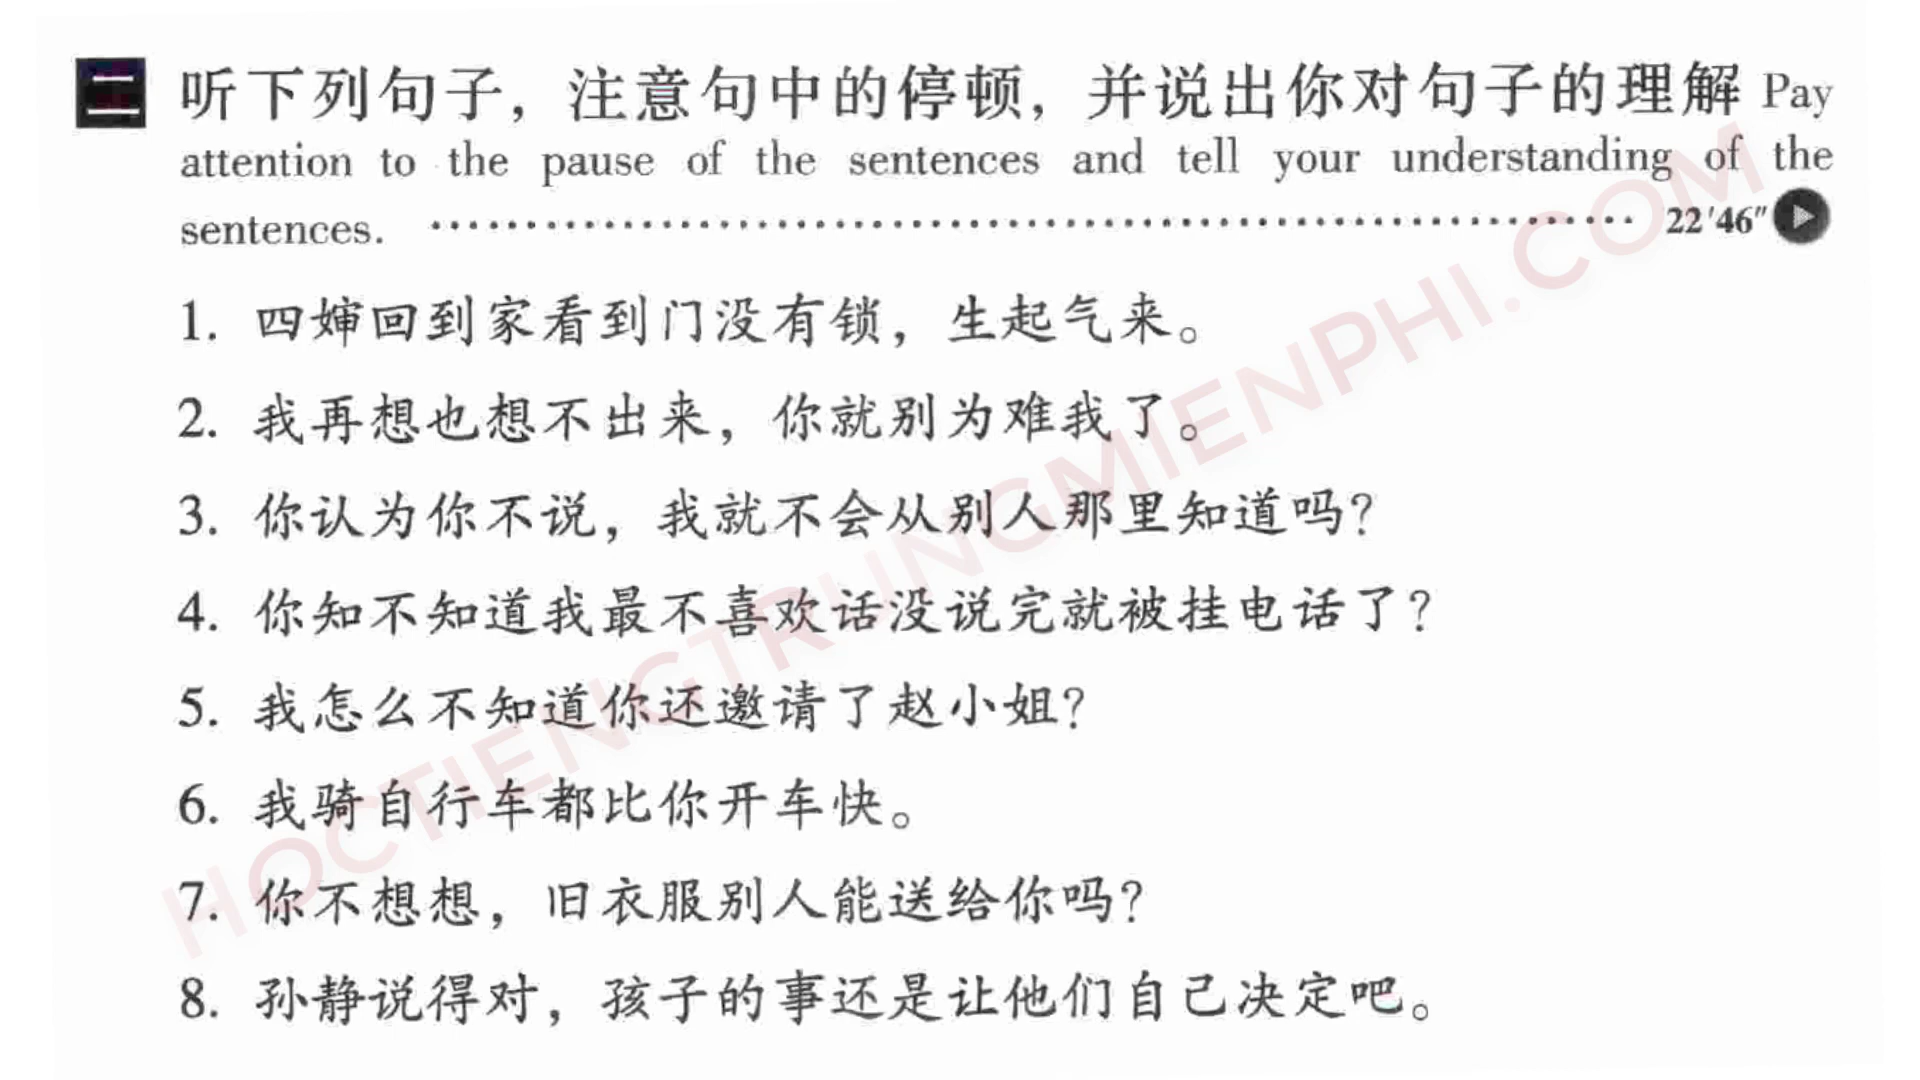 二 听下列句子，注意句中的停顿，并说出你对句子的理解 Pay
attention to the pause of the sentences and tell your understanding of the
sentences. ………………………………………………… 22′46″
1. 四婶回到家看到门没有锁，生起气来。
2. 我再想也想不出来，你就别为难我了。
3. 你认为你不说，我就不会从别人那里知道吗？
4. 你知不知道我最不喜欢话没说完就被挂电话了？
5. 我怎么不知道你还邀请了赵小姐？
6. 我骑自行车都比你开车快。
7. 你不想想，旧衣服别人能送给你吗？
8. 孙静说得对，孩子的事还是让他们自己决定吧。
HOCTIENGTRUNGMIENPHI.COM